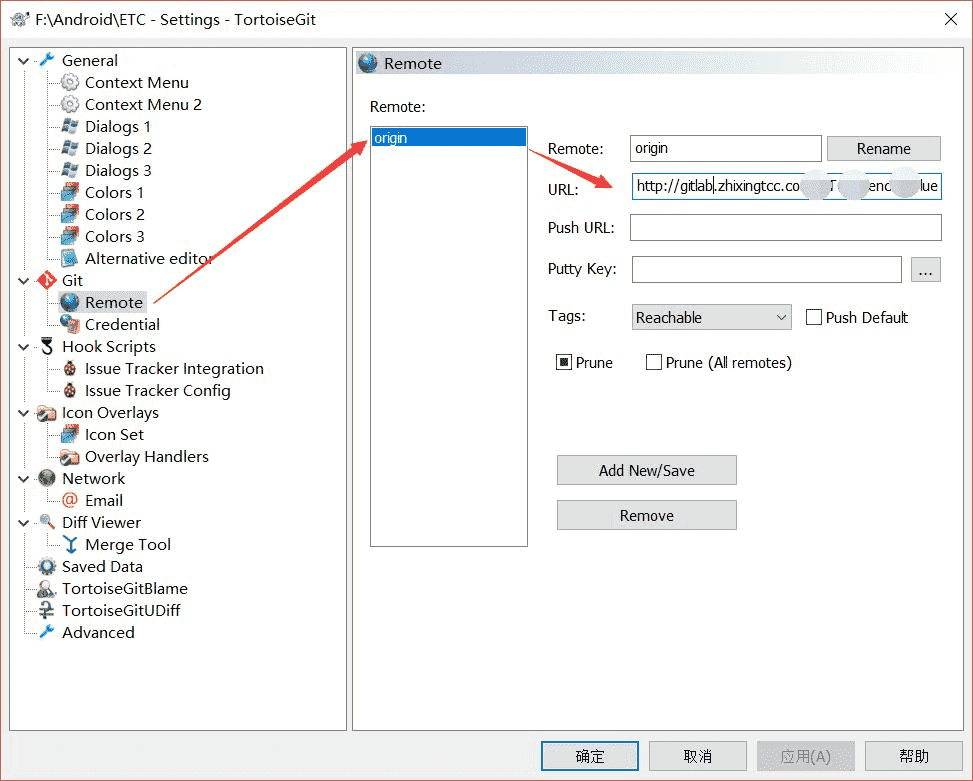 F:\Android\ETC - Settings - TortoiseGit
General
Context Menu
Context Menu 2
Dialogs 1
Dialogs 2
Dialogs 3
Colors 1
Colors 2
Colors 3
Alternative editor
Git
Remote
Credential
Hook Scripts
Issue Tracker Integration
Issue Tracker Config
Icon Overlays
Icon Set
Overlay Handlers
Network
Email
Diff Viewer
Merge Tool
Saved Data
TortoiseGitBlame
TortoiseGitUDiff
Advanced
Remote
Remote:
origin
Remote: origin Rename
URL: http://gitlab.zhixingtcc.co
Push URL:
Putty Key: ...
Tags: Reachable Push Default
Prune Prune (All remotes)
Add New/Save
Remove
确定 取消 应用(A) 帮助